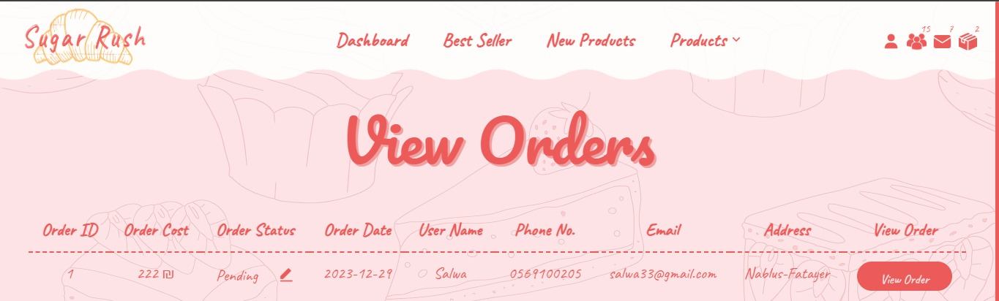 Sugar Rush
Dashboard Best Seller New Products Products 15 7 2
View Orders
Order ID Order Cost Order Status Order Date User Name Phone No. Email Address View Order
1 222 ₪ Pending 2023-12-29 Salwa 0569100205 salwa33@gmail.com Nablus-Fatayer View Order